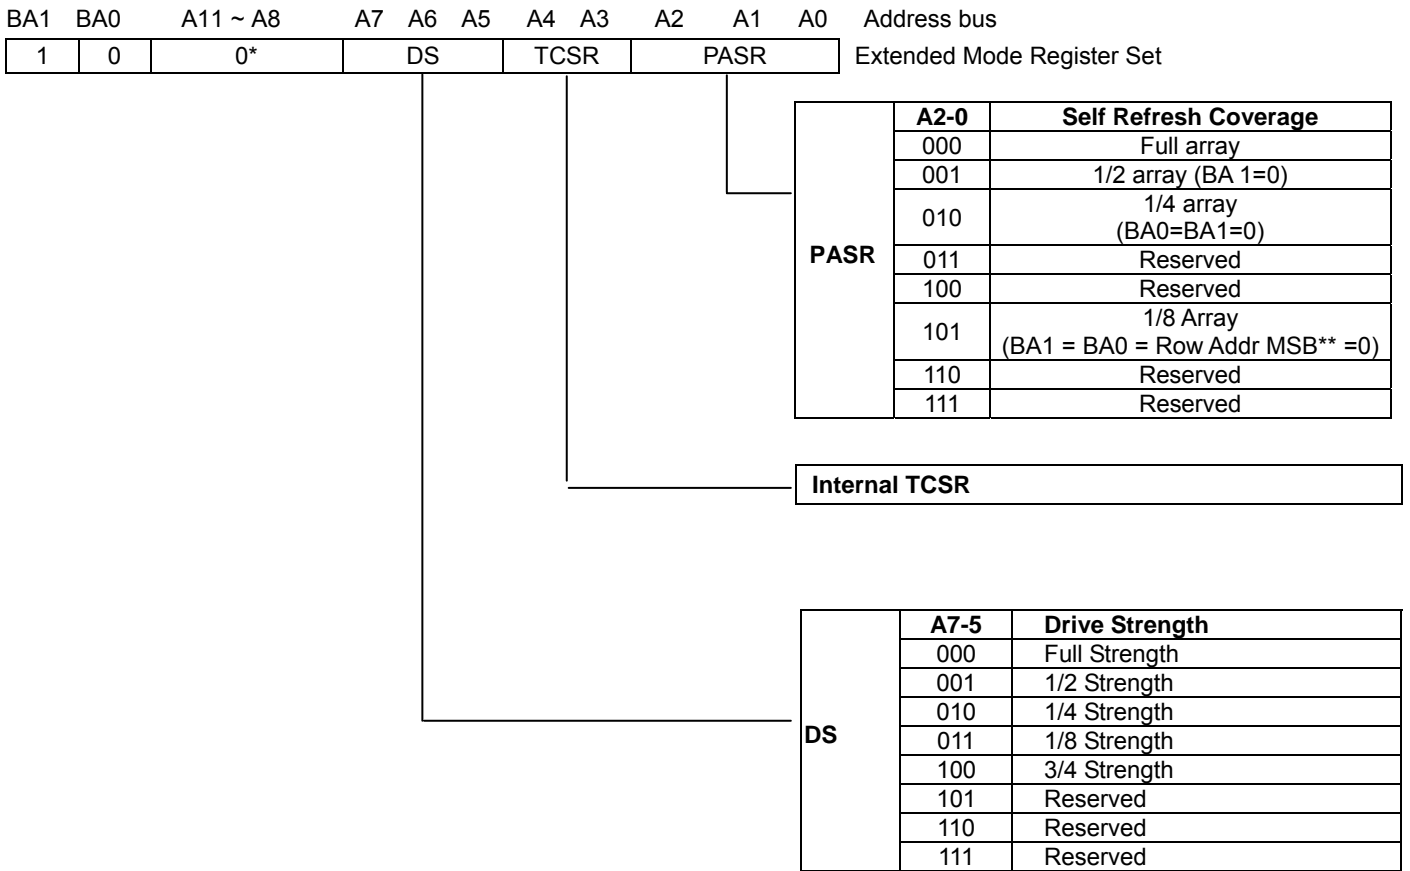 BA1 BA0 A11 ~ A8 A7 A6 A5 A4 A3 A2 A1 A0 Address bus
1 0 0* DS TCSR PASR Extended Mode Register Set
PASR
A2-0 Self Refresh Coverage
000 Full array
001 1/2 array (BA 1=0)
010 1/4 array
(BA0=BA1=0)
011 Reserved
100 Reserved
101 1/8 Array
(BA1 = BA0 = Row Addr MSB** =0)
110 Reserved
111 Reserved
Internal TCSR
DS
A7-5 Drive Strength
000 Full Strength
001 1/2 Strength
010 1/4 Strength
011 1/8 Strength
100 3/4 Strength
101 Reserved
110 Reserved
111 Reserved